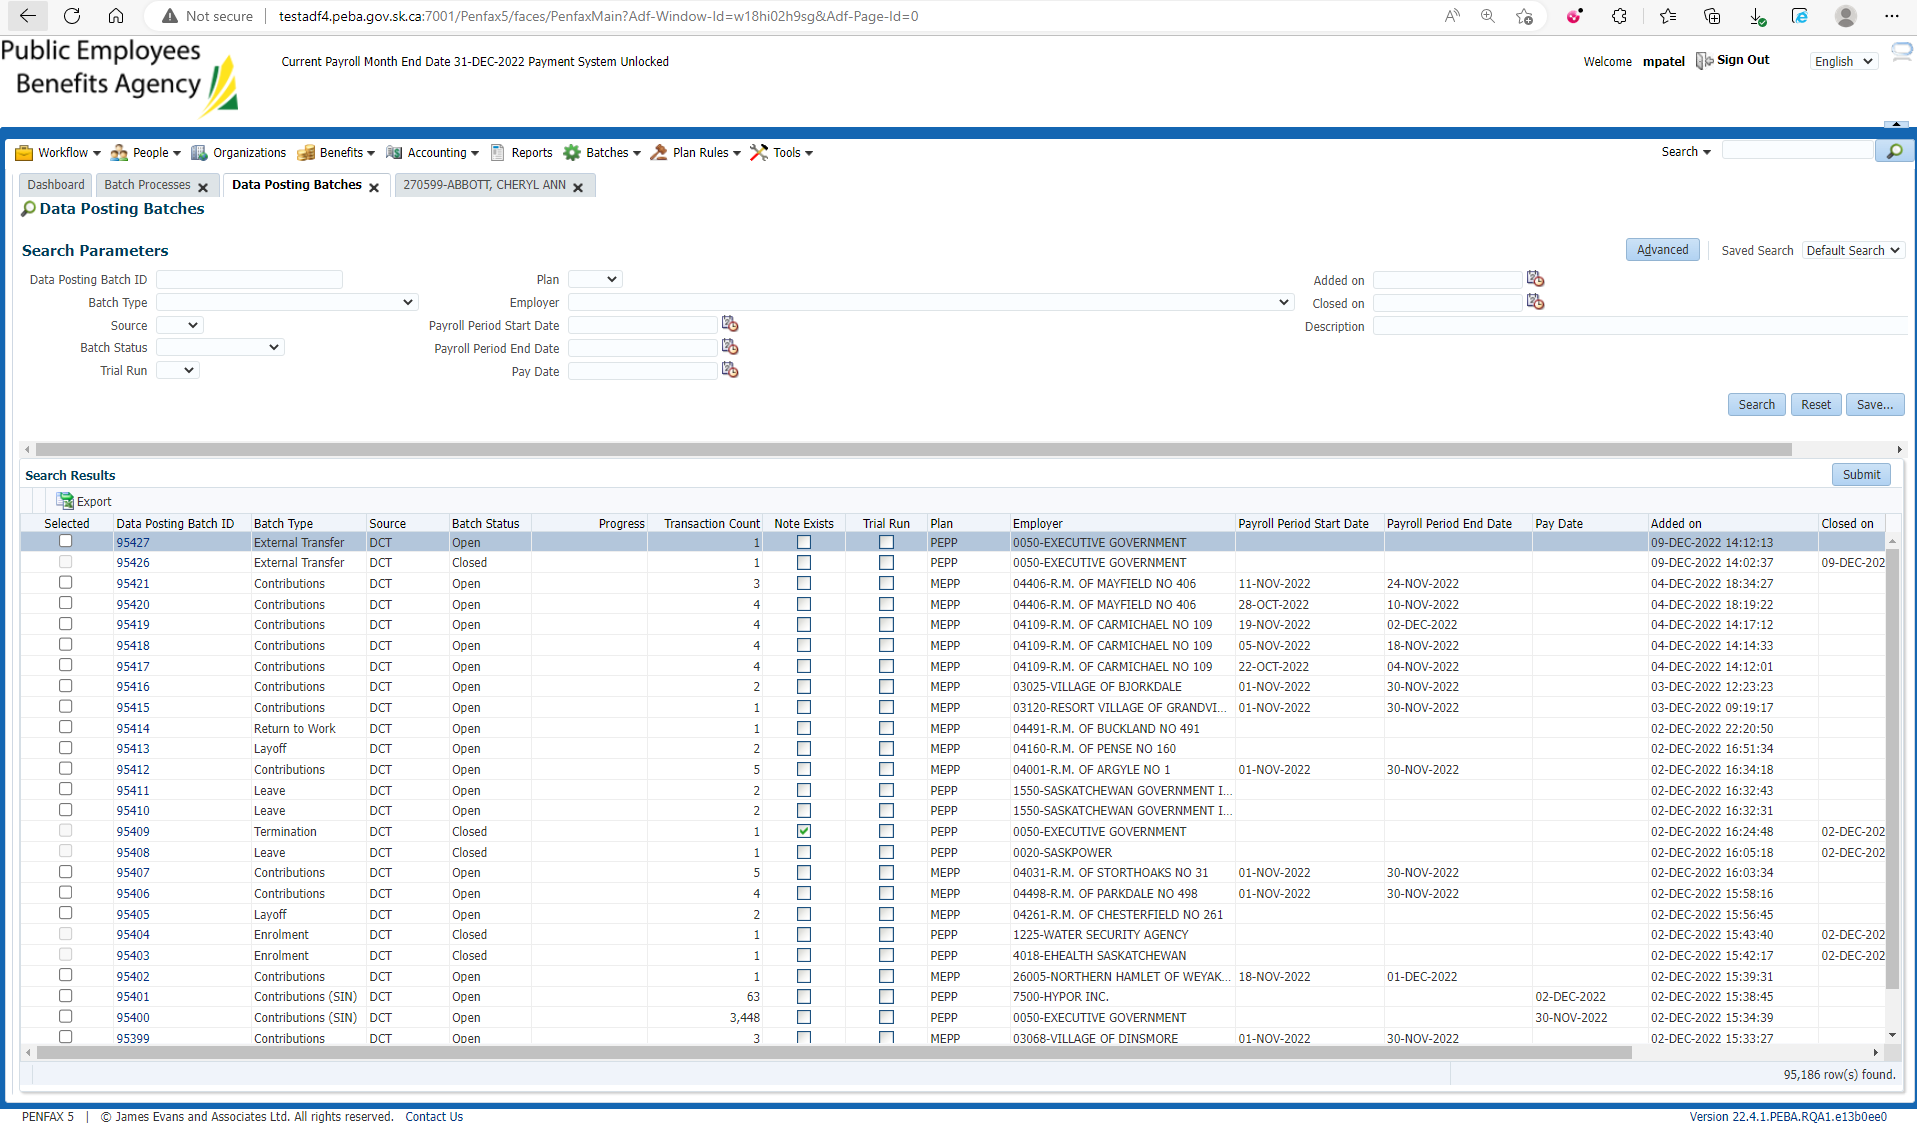 Not secure | testadf4.peba.gov.sk.ca:7001/Penfax5/faces/PenfaxMain?Adf-Window-Id=w18hi02h9sg&Adf-Page-Id=0
Public Employees
Benefits Agency
Current Payroll Month End Date 31-DEC-2022 Payment System Unlocked
Welcome mpatel Sign Out English
Workflow People Organizations Benefits Accounting Reports Batches Plan Rules Tools Search
Dashboard Batch Processes Data Posting Batches 270599-ABBOTT, CHERYL ANN
Data Posting Batches
Search Parameters Advanced Saved Search Default Search
Data Posting Batch ID Plan Added on
Batch Type Employer Closed on
Source Payroll Period Start Date Description
Batch Status Payroll Period End Date
Trial Run Pay Date
Search Reset Save...
Search Results Submit
Export
Selected Data Posting Batch ID Batch Type Source Batch Status Progress Transaction Count Note Exists Trial Run Plan Employer Payroll Period Start Date Payroll Period End Date Pay Date Added on Closed on
95427 External Transfer DCT Open 1 PEPP 0050-EXECUTIVE GOVERNMENT 09-DEC-2022 14:12:13
95426 External Transfer DCT Closed 1 PEPP 0050-EXECUTIVE GOVERNMENT 09-DEC-2022 14:02:37 09-DEC-202
95421 Contributions DCT Open 3 MEPP 04406-R.M. OF MAYFIELD NO 406 11-NOV-2022 24-NOV-2022 04-DEC-2022 18:34:27
95420 Contributions DCT Open 4 MEPP 04406-R.M. OF MAYFIELD NO 406 28-OCT-2022 10-NOV-2022 04-DEC-2022 18:19:22
95419 Contributions DCT Open 4 MEPP 04109-R.M. OF CARMICHAEL NO 109 19-NOV-2022 02-DEC-2022 04-DEC-2022 14:17:12
95418 Contributions DCT Open 4 MEPP 04109-R.M. OF CARMICHAEL NO 109 05-NOV-2022 18-NOV-2022 04-DEC-2022 14:14:33
95417 Contributions DCT Open 4 MEPP 04109-R.M. OF CARMICHAEL NO 109 22-OCT-2022 04-NOV-2022 04-DEC-2022 14:12:01
95416 Contributions DCT Open 2 MEPP 03025-VILLAGE OF BJORKDALE 01-NOV-2022 30-NOV-2022 03-DEC-2022 12:23:23
95415 Contributions DCT Open 1 MEPP 03120-RESORT VILLAGE OF GRANDVI... 01-NOV-2022 30-NOV-2022 03-DEC-2022 09:19:17
95414 Return to Work DCT Open 1 MEPP 04491-R.M. OF BUCKLAND NO 491 02-DEC-2022 22:20:50
95413 Layoff DCT Open 2 MEPP 04160-R.M. OF PENSE NO 160 02-DEC-2022 16:51:34
95412 Contributions DCT Open 5 MEPP 04001-R.M. OF ARGYLE NO 1 01-NOV-2022 30-NOV-2022 02-DEC-2022 16:34:18
95411 Leave DCT Open 2 PEPP 1550-SASKATCHEWAN GOVERNMENT I... 02-DEC-2022 16:32:43
95410 Leave DCT Open 2 PEPP 1550-SASKATCHEWAN GOVERNMENT I... 02-DEC-2022 16:32:31
95409 Termination DCT Closed 1 PEPP 0050-EXECUTIVE GOVERNMENT 02-DEC-2022 16:24:48 02-DEC-202
95408 Leave DCT Closed 1 PEPP 0020-SASKPOWER 02-DEC-2022 16:05:18 02-DEC-202
95407 Contributions DCT Open 5 MEPP 04031-R.M. OF STORTHOAKS NO 31 01-NOV-2022 30-NOV-2022 02-DEC-2022 16:03:34
95406 Contributions DCT Open 4 MEPP 04498-R.M. OF PARKDALE NO 498 01-NOV-2022 30-NOV-2022 02-DEC-2022 15:58:16
95405 Layoff DCT Open 2 MEPP 04261-R.M. OF CHESTERFIELD NO 261 02-DEC-2022 15:56:45
95404 Enrolment DCT Closed 1 PEPP 1225-WATER SECURITY AGENCY 02-DEC-2022 15:43:40 02-DEC-202
95403 Enrolment DCT Closed 1 PEPP 4018-EHEALTH SASKATCHEWAN 02-DEC-2022 15:42:17 02-DEC-202
95402 Contributions DCT Open 1 MEPP 26005-NORTHERN HAMLET OF WEYAK... 18-NOV-2022 01-DEC-2022 02-DEC-2022 15:39:31
95401 Contributions (SIN) DCT Open 63 PEPP 7500-HYPOR INC. 02-DEC-2022 02-DEC-2022 15:38:45
95400 Contributions (SIN) DCT Open 3,448 PEPP 0050-EXECUTIVE GOVERNMENT 30-NOV-2022 02-DEC-2022 15:34:39
95399 Contributions DCT Open 3 MEPP 03068-VILLAGE OF DINSMORE 01-NOV-2022 30-NOV-2022 02-DEC-2022 15:33:27
95,186 row(s) found.
PENFAX 5 | © James Evans and Associates Ltd. All rights reserved. Contact Us Version 22.4.1.PEBA.RQA1.e13b0ee0